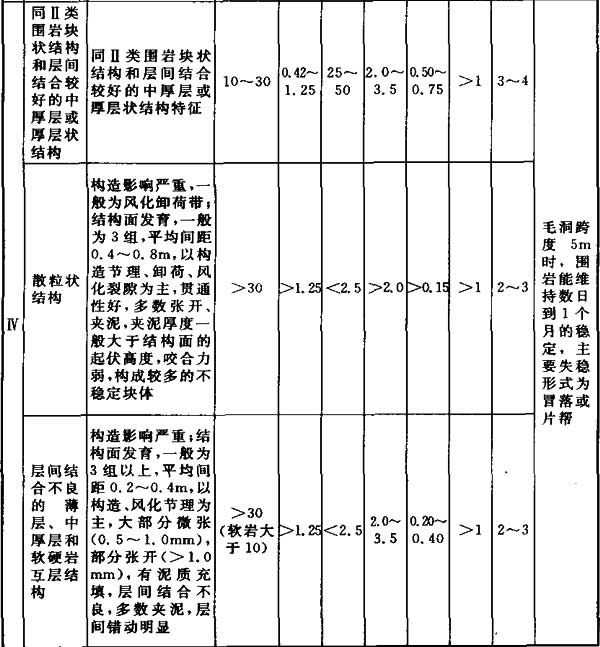 Ⅳ
同Ⅱ类
围岩块
状结构
和层间
结合较
好的中
厚层或
厚层状
结构
同Ⅱ类围岩块状
结构和层间结合
较好的中厚层或
厚层状结构特征
10～30
0.42～
1.25
25～
50
2.0～
3.5
0.50～
0.75
>1
3～4
散粒状
结构
构造影响严重,一
般为风化卸荷带;
结构面发育,一般
为3组,平均间距
0.4～0.8m,以构
造节理、卸荷、风
化裂隙为主,贯通
性好,多数张开、
夹泥,夹泥厚度一
般大于结构面的
起伏高度,咬合力
弱,构成较多的不
稳定块体
>30
>1.25
<2.5
>2.0
>0.15
>1
2～3
层间结
合不良
的薄
层、中
厚层和
软硬岩
互层结
构
构造影响严重;结
构面发育,一般为
3组以上,平均间
距0.2～0.4m,以
构造、风化节理为
主,大部分微张
(0.5～1.0mm),
部分张开(>1.0
mm),有泥质充
填,层间结合不
良,多数夹泥,层
间错动明显
>30
(软岩大
于10)
>1.25
<2.5
2.0～
3.5
0.20～
0.40
>1
2～3
毛洞跨
度 5m
时,围
岩能维
持数日
到1个
月的稳
定,主
要失稳
形式为
冒落或
片帮